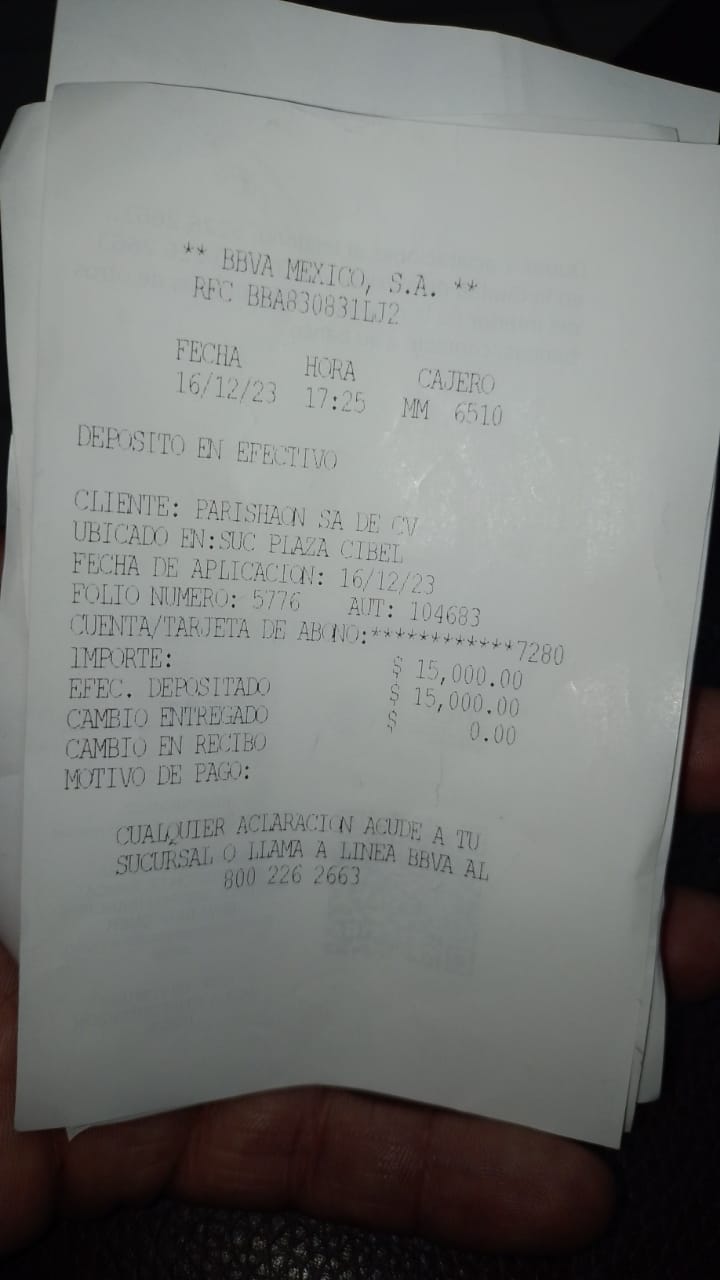 ** BBVA MEXICO, S.A. **
RFC BBA830831LJ2
FECHA HORA CAJERO
16/12/23 17:25 MM 6510
DEPOSITO EN EFECTIVO
CLIENTE: PARISHAON SA DE CV
UBICADO EN:SUC PLAZA CIBEL
FECHA DE APLICACION: 16/12/23
FOLIO NUMERO: 5776 AUT: 104683
CUENTA/TARJETA DE ABONO:************7280
IMPORTE: $ 15,000.00
EFEC. DEPOSITADO $ 15,000.00
CAMBIO ENTREGADO $ 0.00
CAMBIO EN RECIBO
MOTIVO DE PAGO:
CUALQUIER ACLARACION ACUDE A TU
SUCURSAL O LLAMA A LINEA BBVA AL
800 226 2663